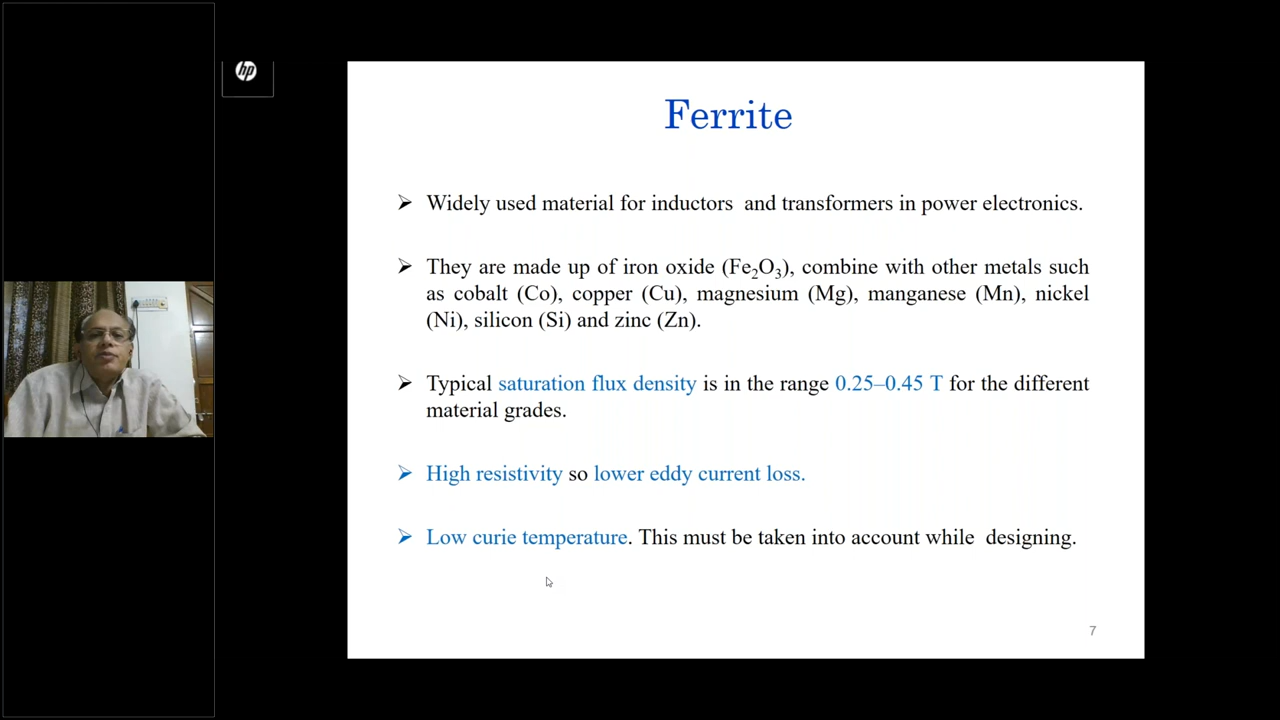 hp
Ferrite
➢ Widely used material for inductors and transformers in power electronics.
➢ They are made up of iron oxide (Fe₂O₃), combine with other metals such
as cobalt (Co), copper (Cu), magnesium (Mg), manganese (Mn), nickel
(Ni), silicon (Si) and zinc (Zn).
➢ Typical saturation flux density is in the range 0.25–0.45 T for the different
material grades.
➢ High resistivity so lower eddy current loss.
➢ Low curie temperature. This must be taken into account while designing.
7